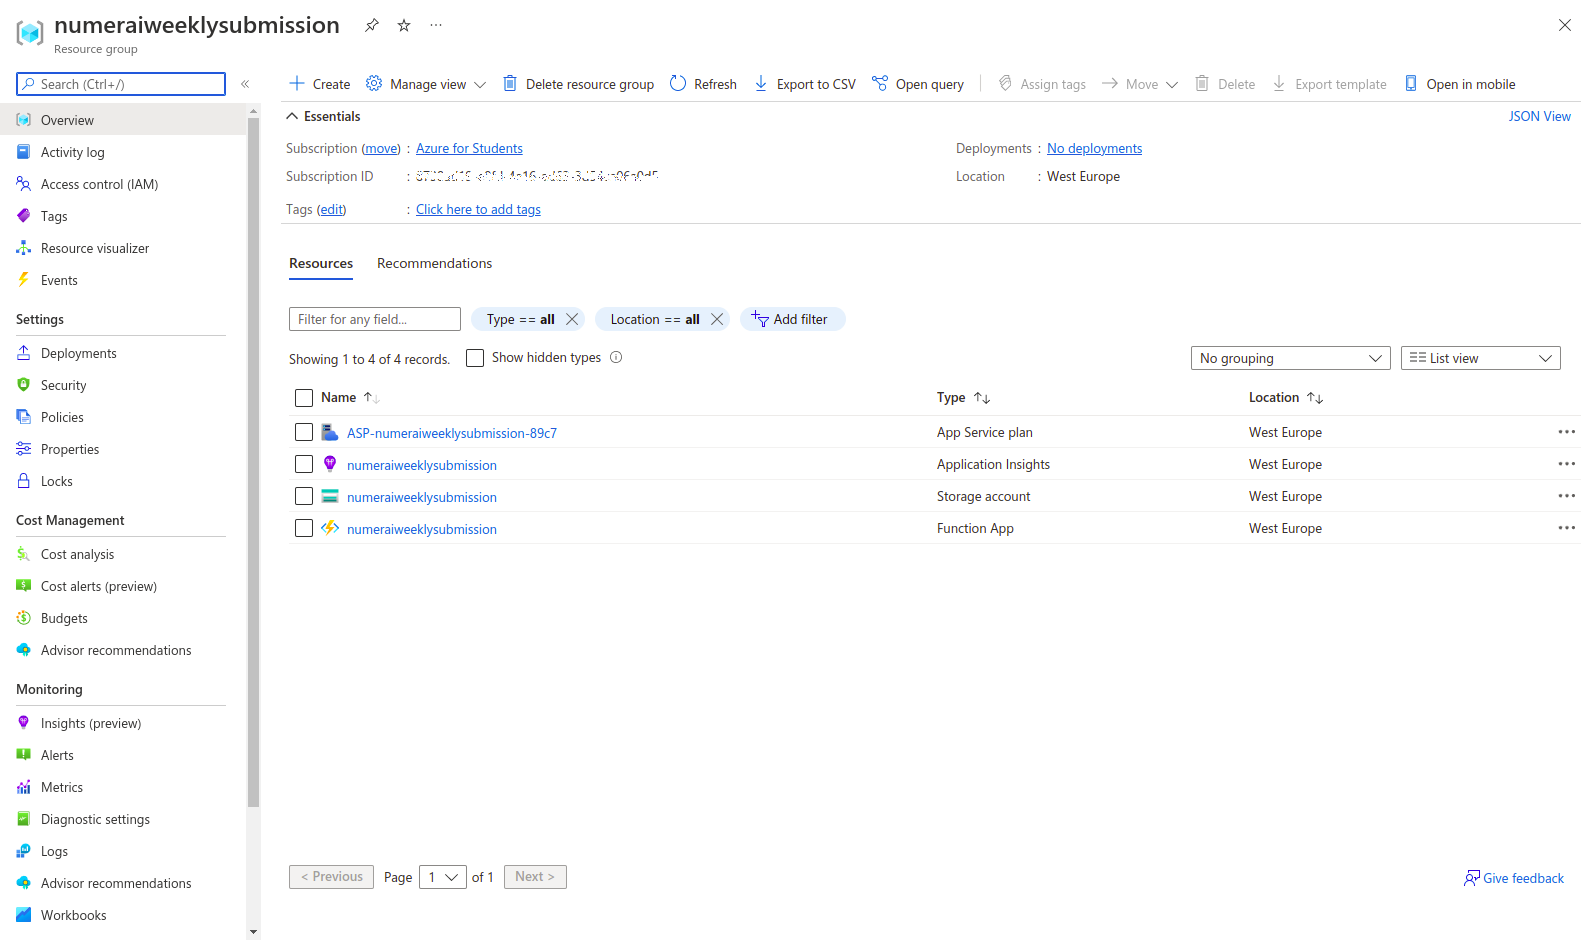 numeraiweeklysubmission
Resource group
Search (Ctrl+/)
Overview
Activity log
Access control (IAM)
Tags
Resource visualizer
Events
Settings
Deployments
Security
Policies
Properties
Locks
Cost Management
Cost analysis
Cost alerts (preview)
Budgets
Advisor recommendations
Monitoring
Insights (preview)
Alerts
Metrics
Diagnostic settings
Logs
Advisor recommendations
Workbooks
Create Manage view Delete resource group Refresh Export to CSV Open query Assign tags Move Delete Export template Open in mobile
Essentials JSON View
Subscription (move) : Azure for Students Deployments : No deployments
Subscription ID : Location : West Europe
Tags (edit) : Click here to add tags
Resources Recommendations
Filter for any field... Type == all Location == all Add filter
Showing 1 to 4 of 4 records. Show hidden types No grouping List view
Name Type Location
ASP-numeraiweeklysubmission-89c7 App Service plan West Europe
numeraiweeklysubmission Application Insights West Europe
numeraiweeklysubmission Storage account West Europe
numeraiweeklysubmission Function App West Europe
< Previous Page 1 of 1 Next >
Give feedback